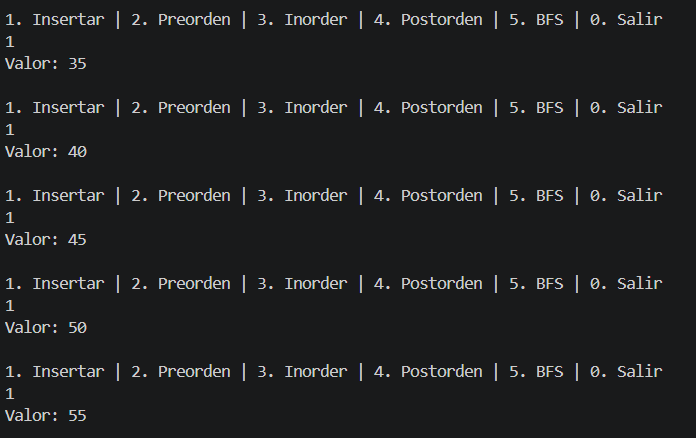 1. Insertar | 2. Preorden | 3. Inorder | 4. Postorden | 5. BFS | 0. Salir
1
Valor: 35
1. Insertar | 2. Preorden | 3. Inorder | 4. Postorden | 5. BFS | 0. Salir
1
Valor: 40
1. Insertar | 2. Preorden | 3. Inorder | 4. Postorden | 5. BFS | 0. Salir
1
Valor: 45
1. Insertar | 2. Preorden | 3. Inorder | 4. Postorden | 5. BFS | 0. Salir
1
Valor: 50
1. Insertar | 2. Preorden | 3. Inorder | 4. Postorden | 5. BFS | 0. Salir
1
Valor: 55